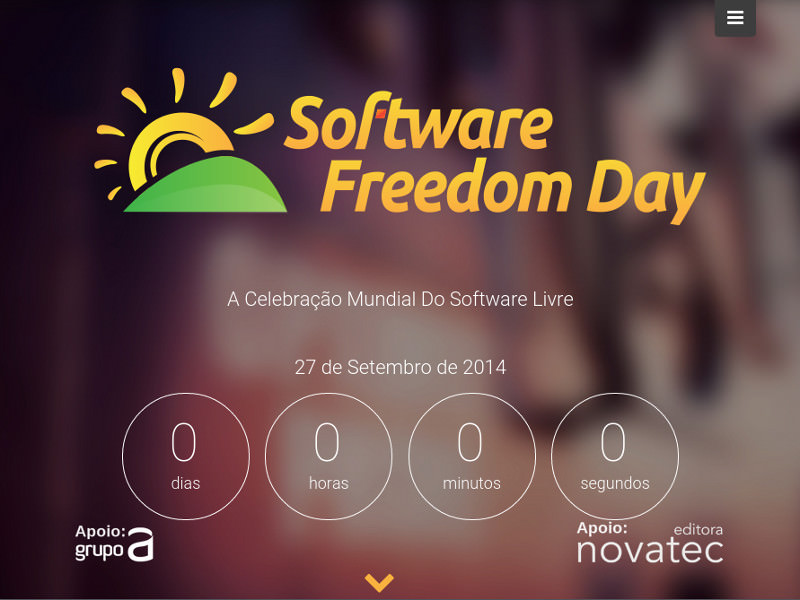 Software
Freedom Day
A Celebração Mundial Do Software Livre
27 de Setembro de 2014
0 0 0 0
dias horas minutos segundos
Apoio:
grupo a
Apoio:
editora
novatec